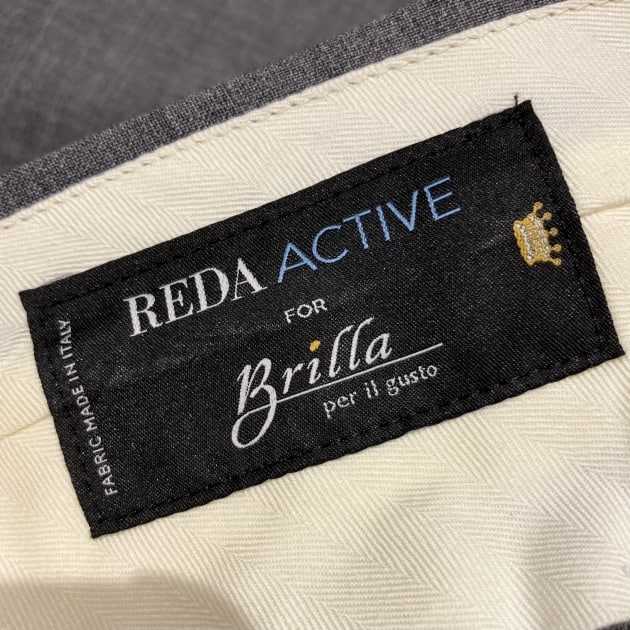 REDA ACTIVE
FOR
Brilla
per il gusto
FABRIC MADE IN ITALY